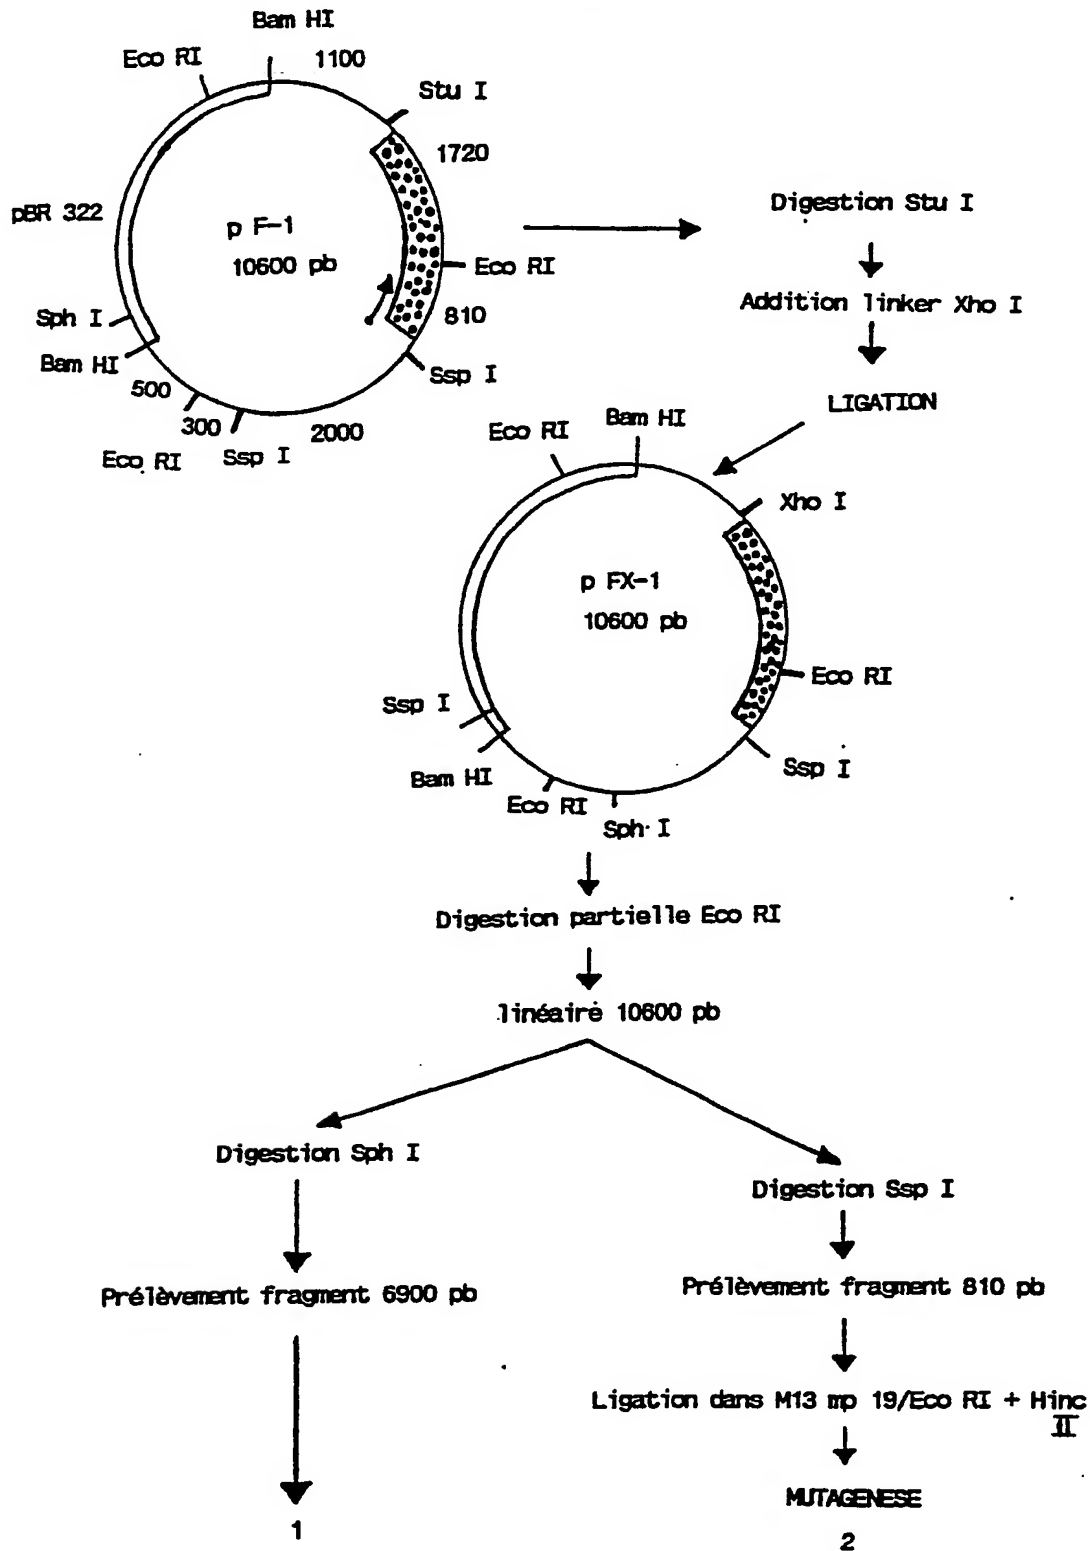 Bam HI
Eco RI
1100
Stu I
1720
pBR 322
p F-1
10600 pb
Eco RI
810
Sph I
Bam HI
500
Ssp I
300
2000
Eco RI
Ssp I
Digestion Stu I
Addition linker Xho I
LIGATION
Eco RI
Bam HI
Xho I
p FX-1
10600 pb
Eco RI
Ssp I
Bam HI
Ssp I
Eco RI
Sph I
Digestion partielle Eco RI
linéaire 10600 pb
Digestion Sph I
Digestion Ssp I
Prélèvement fragment 6900 pb
Prélèvement fragment 810 pb
Ligation dans M13 mp 19/Eco RI + Hinc
II
MUTAGENESE
1
2